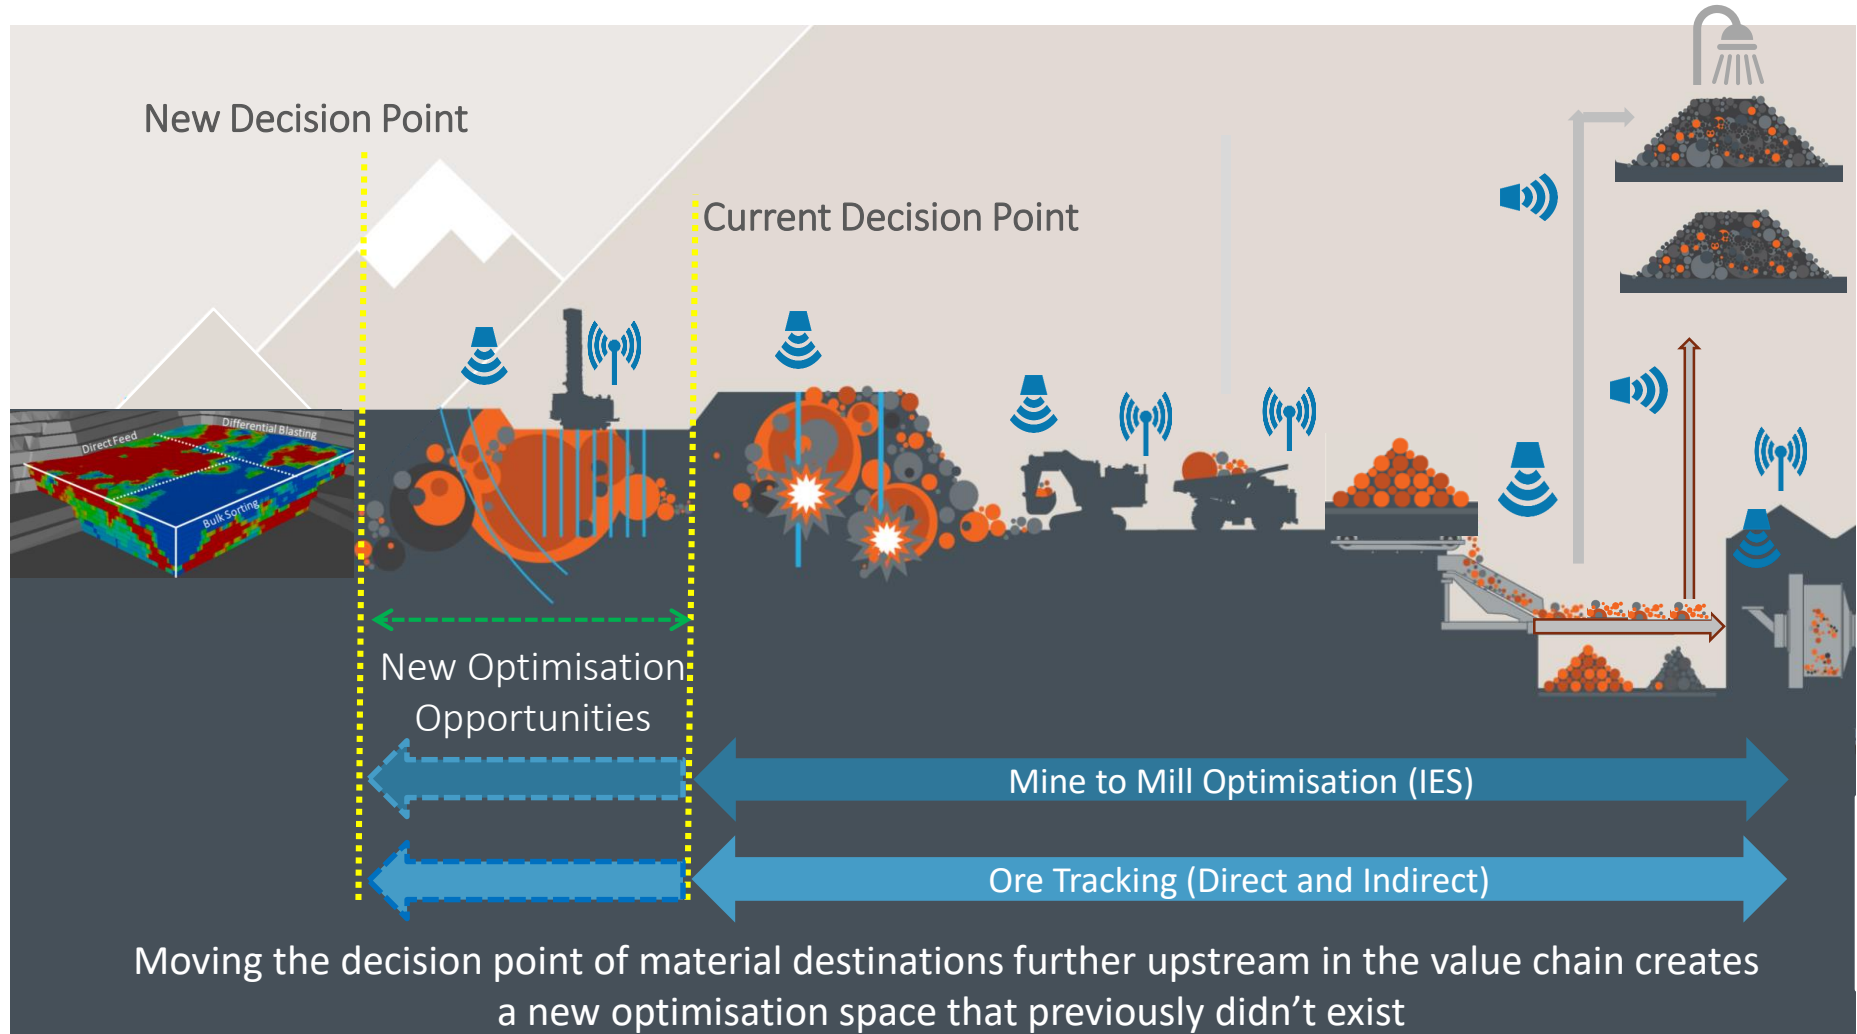 New Decision Point
Current Decision Point
Direct Feed
Differential Blasting
Bulk Sorting
New Optimisation
Opportunities
Mine to Mill Optimisation (IES)
Ore Tracking (Direct and Indirect)
Moving the decision point of material destinations further upstream in the value chain creates
a new optimisation space that previously didn’t exist